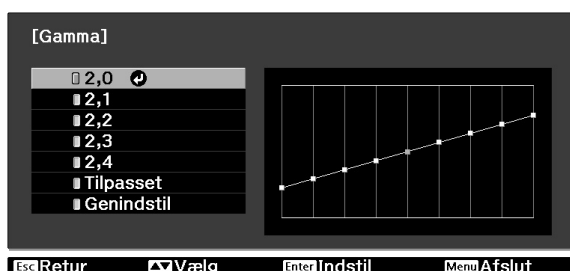 [Gamma]
2,0
2,1
2,2
2,3
2,4
Tilpasset
Genindstil
Esc Retur Vælg Enter Indstil Menu Afslut